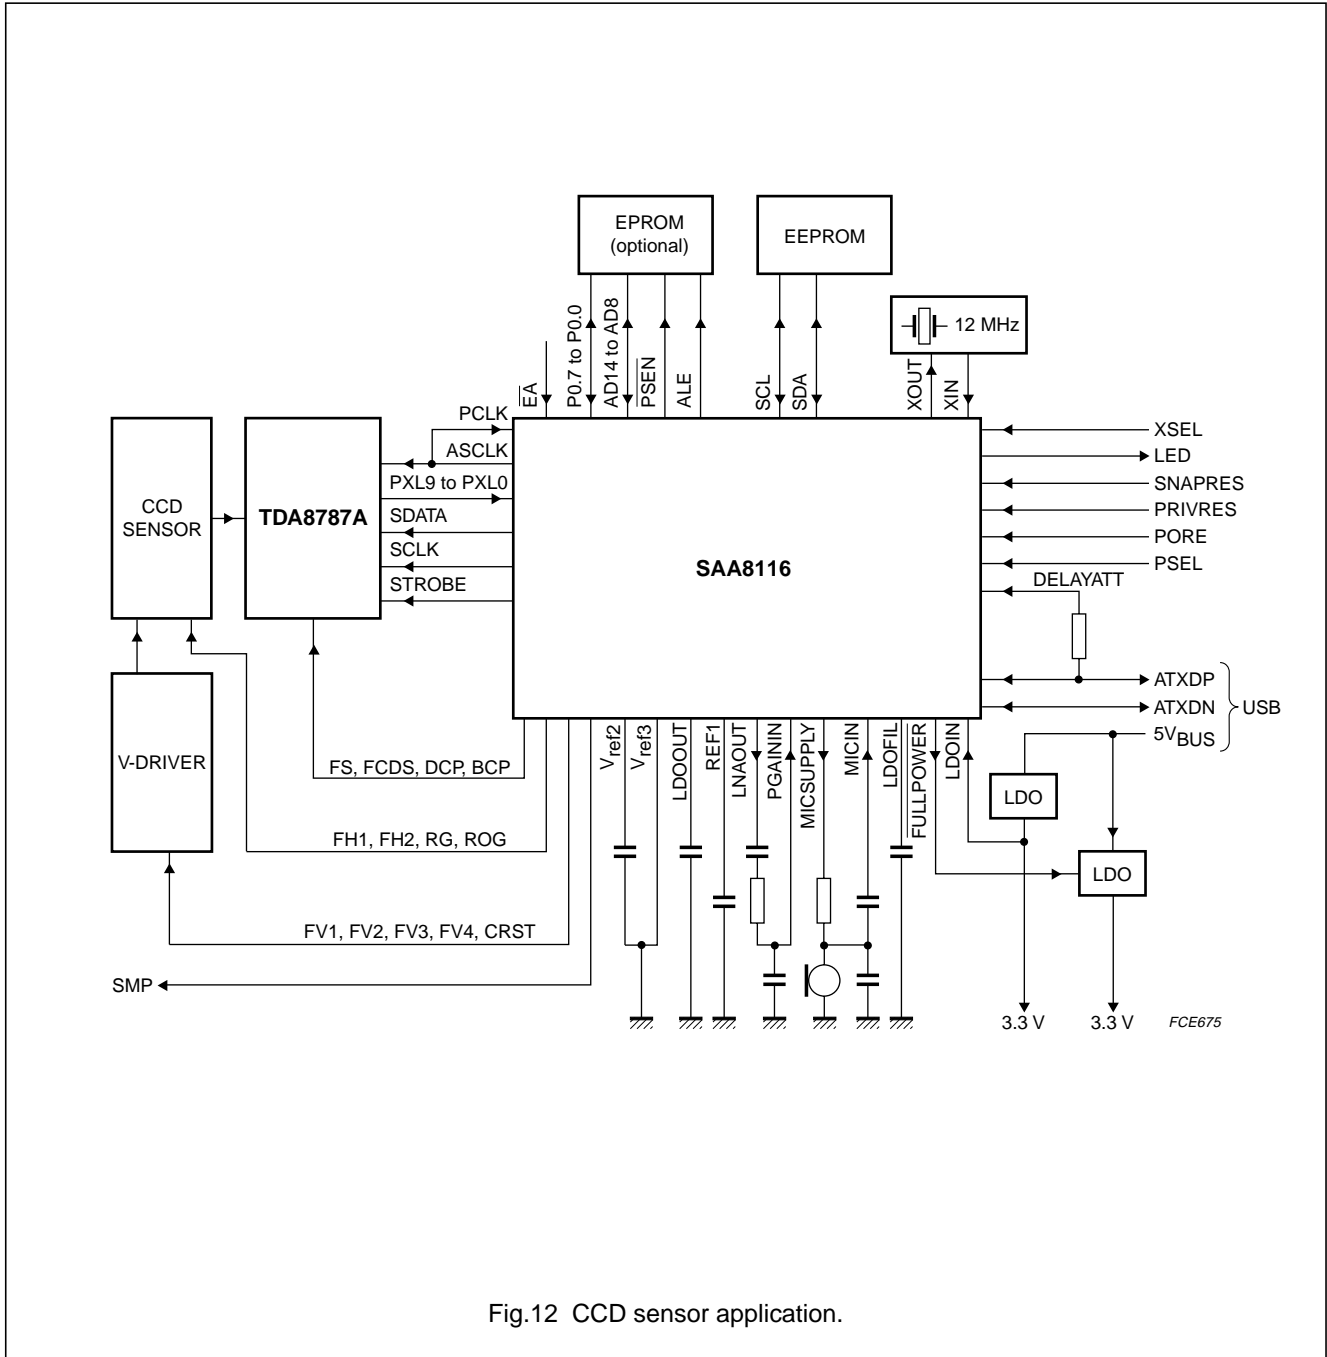 EPROM
(optional)
EEPROM
12 MHz
EA
P0.7 to P0.0
AD14 to AD8
PSEN
ALE
SCL
SDA
XOUT
XIN
PCLK
ASCLK
PXL9 to PXL0
SDATA
SCLK
STROBE
CCD
SENSOR
TDA8787A
SAA8116
XSEL
LED
SNAPRES
PRIVRES
PORE
PSEL
DELAYATT
ATXDP
ATXDN
USB
5VBUS
V-DRIVER
FS, FCDS, DCP, BCP
FH1, FH2, RG, ROG
FV1, FV2, FV3, FV4, CRST
SMP
Vref2
Vref3
LDOOUT
REF1
LNAOUT
PGAININ
MICSUPPLY
MICIN
LDOFIL
FULLPOWER
LDOIN
LDO
LDO
3.3 V
3.3 V
FCE675
Fig.12 CCD sensor application.